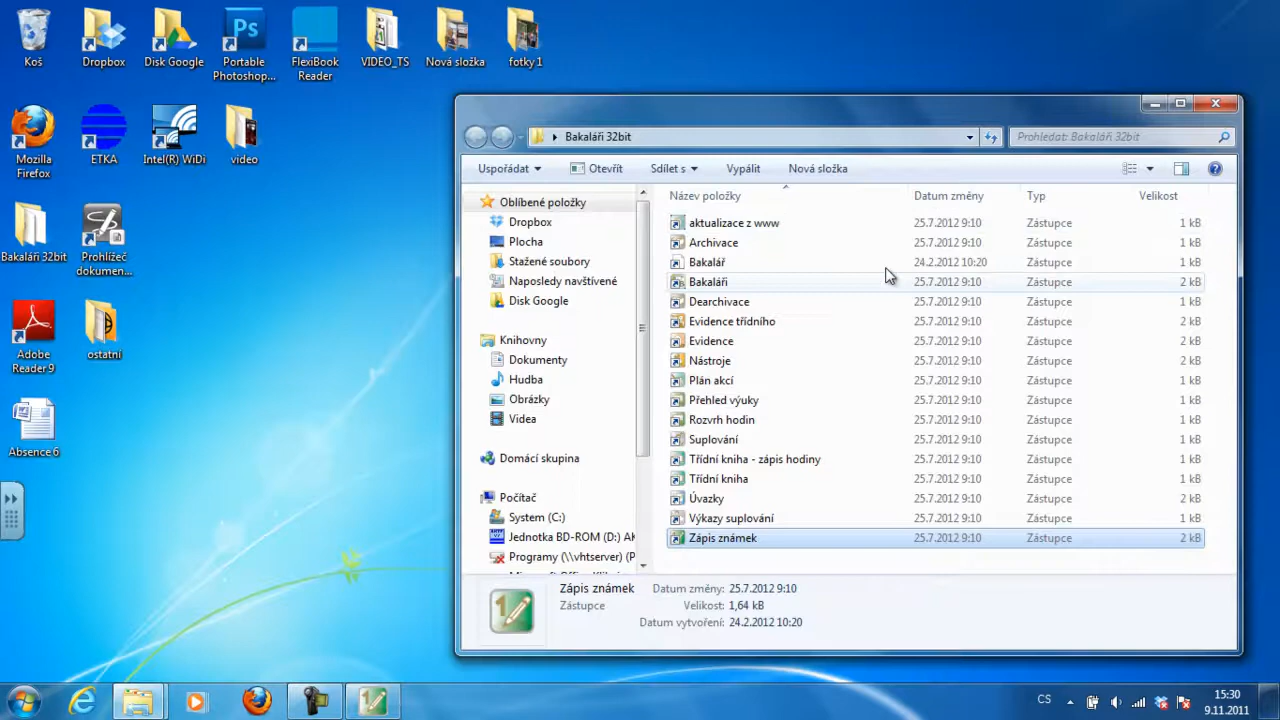 Koš
Dropbox
Disk Google
Portable
Photoshop...
FlexiBook
Reader
VIDEO_TS
Nová složka
fotky 1
Mozilla
Firefox
ETKA
Intel(R) WiDi
video
Bakaláři 32bit
Prohlížeč
dokumen...
Adobe
Reader 9
ostatní
Absence 6
Bakaláři 32bit
Prohledat: Bakaláři 32bit
Uspořádat
Otevřít
Sdílet s
Vypálit
Nová složka
Oblíbené položky
Dropbox
Plocha
Stažené soubory
Naposledy navštívené
Disk Google
Knihovny
Dokumenty
Hudba
Obrázky
Videa
Domácí skupina
Počítač
System (C:)
Jednotka BD-ROM (D:) AK
Programy (\\vhtserver) (P
Název položky Datum změny Typ Velikost
aktualizace z www 25.7.2012 9:10 Zástupce 1 kB
Archivace 25.7.2012 9:10 Zástupce 1 kB
Bakalář 24.2.2012 10:20 Zástupce 1 kB
Bakaláři 25.7.2012 9:10 Zástupce 2 kB
Dearchivace 25.7.2012 9:10 Zástupce 1 kB
Evidence třídního 25.7.2012 9:10 Zástupce 2 kB
Evidence 25.7.2012 9:10 Zástupce 2 kB
Nástroje 25.7.2012 9:10 Zástupce 2 kB
Plán akcí 25.7.2012 9:10 Zástupce 1 kB
Přehled výuky 25.7.2012 9:10 Zástupce 1 kB
Rozvrh hodin 25.7.2012 9:10 Zástupce 1 kB
Suplování 25.7.2012 9:10 Zástupce 1 kB
Třídní kniha - zápis hodiny 25.7.2012 9:10 Zástupce 1 kB
Třídní kniha 25.7.2012 9:10 Zástupce 1 kB
Úvazky 25.7.2012 9:10 Zástupce 2 kB
Výkazy suplování 25.7.2012 9:10 Zástupce 1 kB
Zápis známek 25.7.2012 9:10 Zástupce 2 kB
Zápis známek Datum změny: 25.7.2012 9:10
Zástupce Velikost: 1,64 kB
Datum vytvoření: 24.2.2012 10:20
CS
15:30
9.11.2011